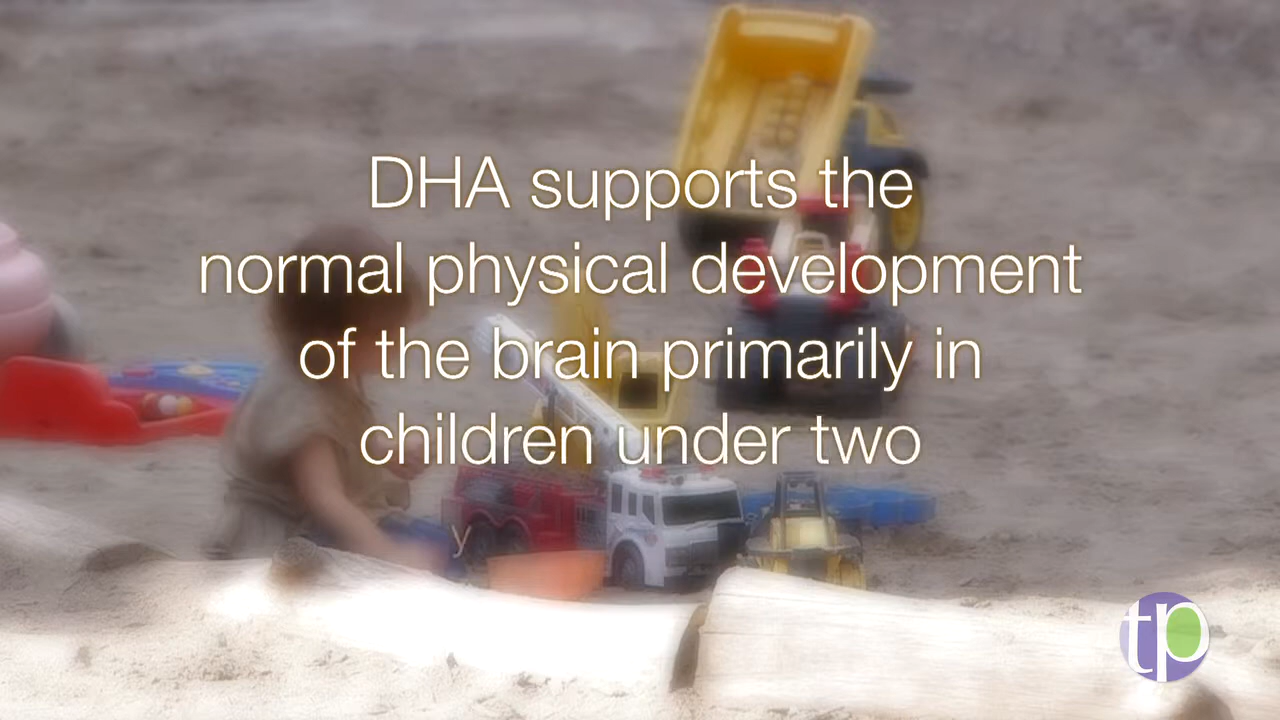 DHA supports the
normal physical development
of the brain primarily in
children under two
y
tp